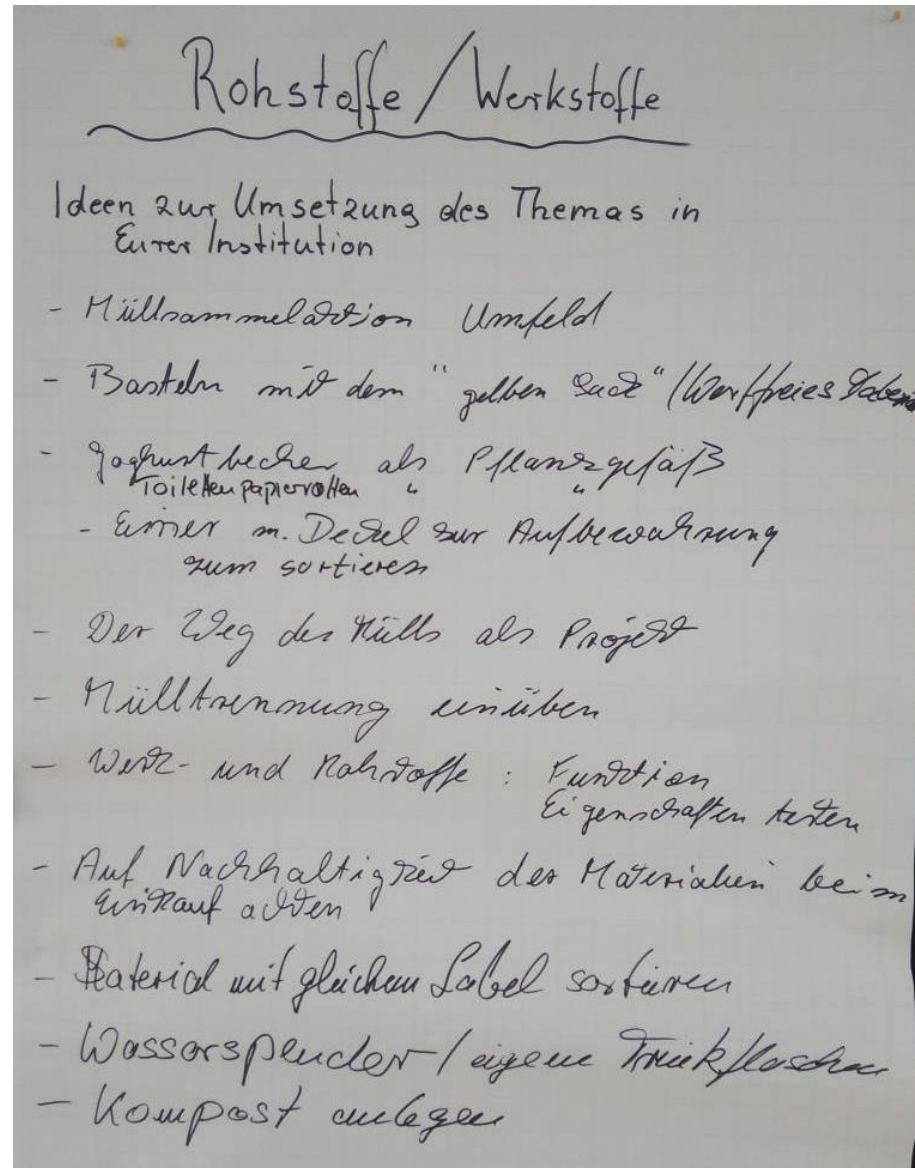 Rohstoffe / Werkstoffe
Ideen zur Umsetzung des Themas in
Eurer Institution
- Müllsammelaktion Umfeld
- Basteln mit dem "gelben Sack" / (Wertfreies
- Joghurtbecher als Pflanzgefäß
Toilettenpapierrollen " "
- Eimer m. Deckel zur Aufbewahrung
zum sortieren
- Der Weg des Mülls als Projekt
- Mülltrennung einüben
- Werk- und Rohstoffe : Funktion
Eigenschaften testen
- Auf Nachhaltigkeit der Materialien beim
Einkauf achten
- Material mit gleichem Label sortieren
- Wasserspender / eigene Trinkflaschen
- Kompost anlegen